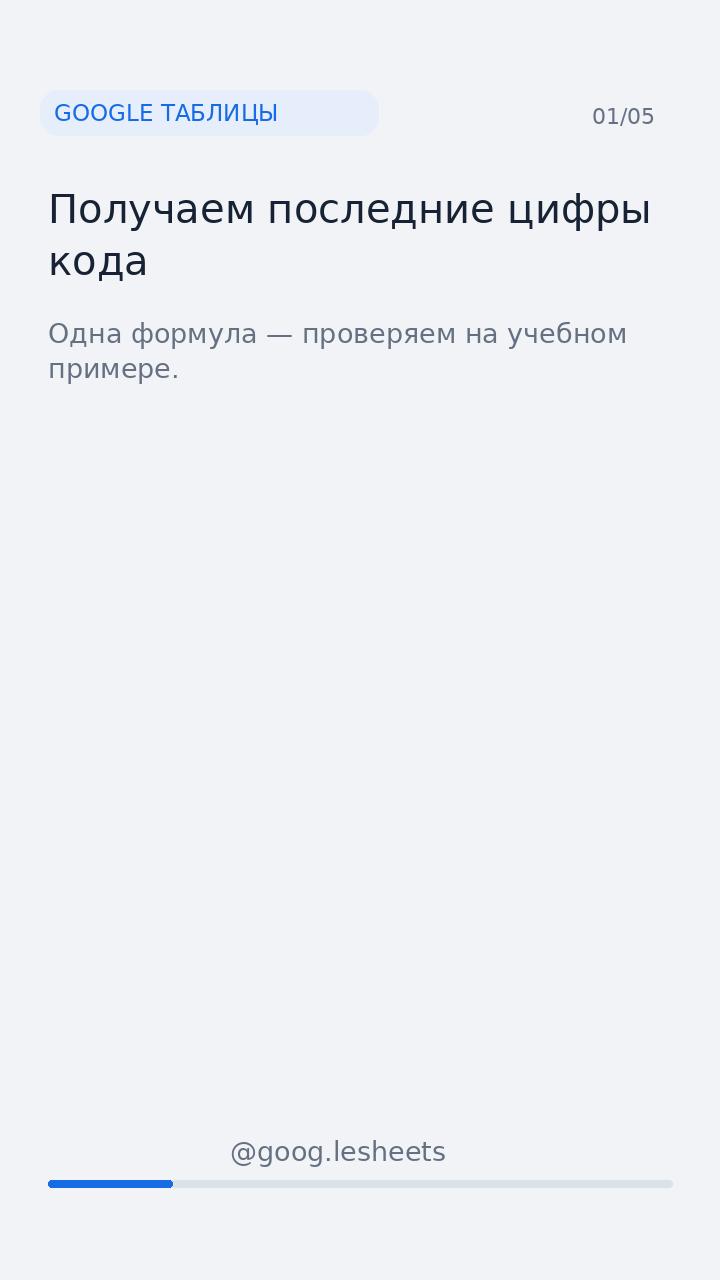 GOOGLE ТАБЛИЦЫ
01/05
Получаем последние цифры
кода
Одна формула — проверяем на учебном
примере.
@goog.lesheets